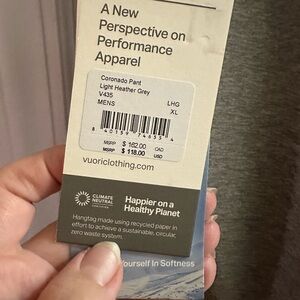 A New
Perspective on
Performance
Apparel
Coronado Pant
Light Heather Grey
V435 LHG
MENS XL
MSRP $ 162.00 CAD
MSRP $ 118.00 USD
vuoriclothing.com
CLIMATE
NEUTRAL
Happier on a
Healthy Planet
Hangtag made using recycled paper in
effort to achieve a sustainable, circular,
zero waste system.
Yourself In Softness